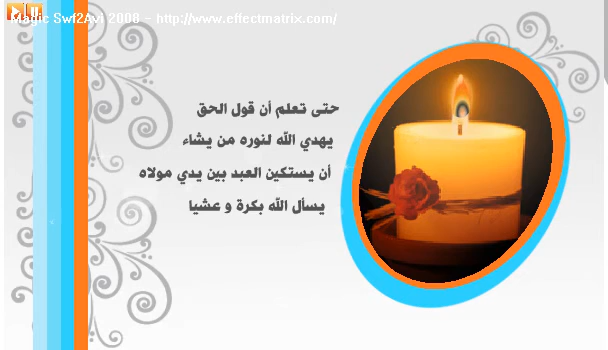 Magic Swf2Avi 2008 - http://www.effectmatrix.com/
حتى تعلم أن قول الحق
يهدي الله لنوره من يشاء
أن يستكين العبد بين يدي مولاه
يسأل الله بكرة و عشيا